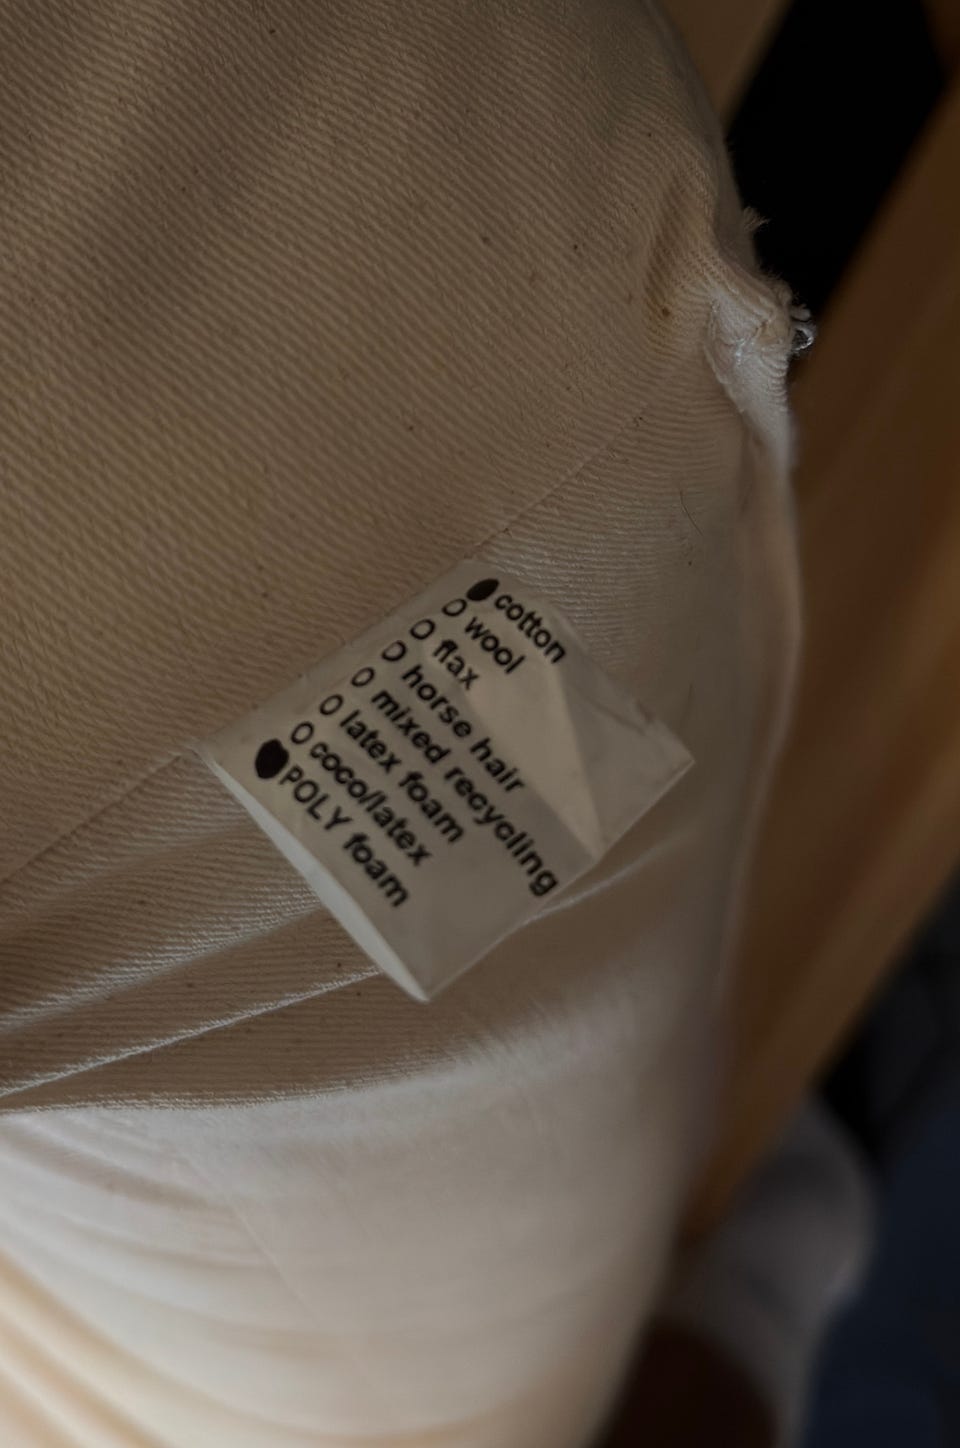 ● cotton
O wool
O flax
O horse hair
O mixed recycling
O latex foam
O coco/latex
● POLY foam